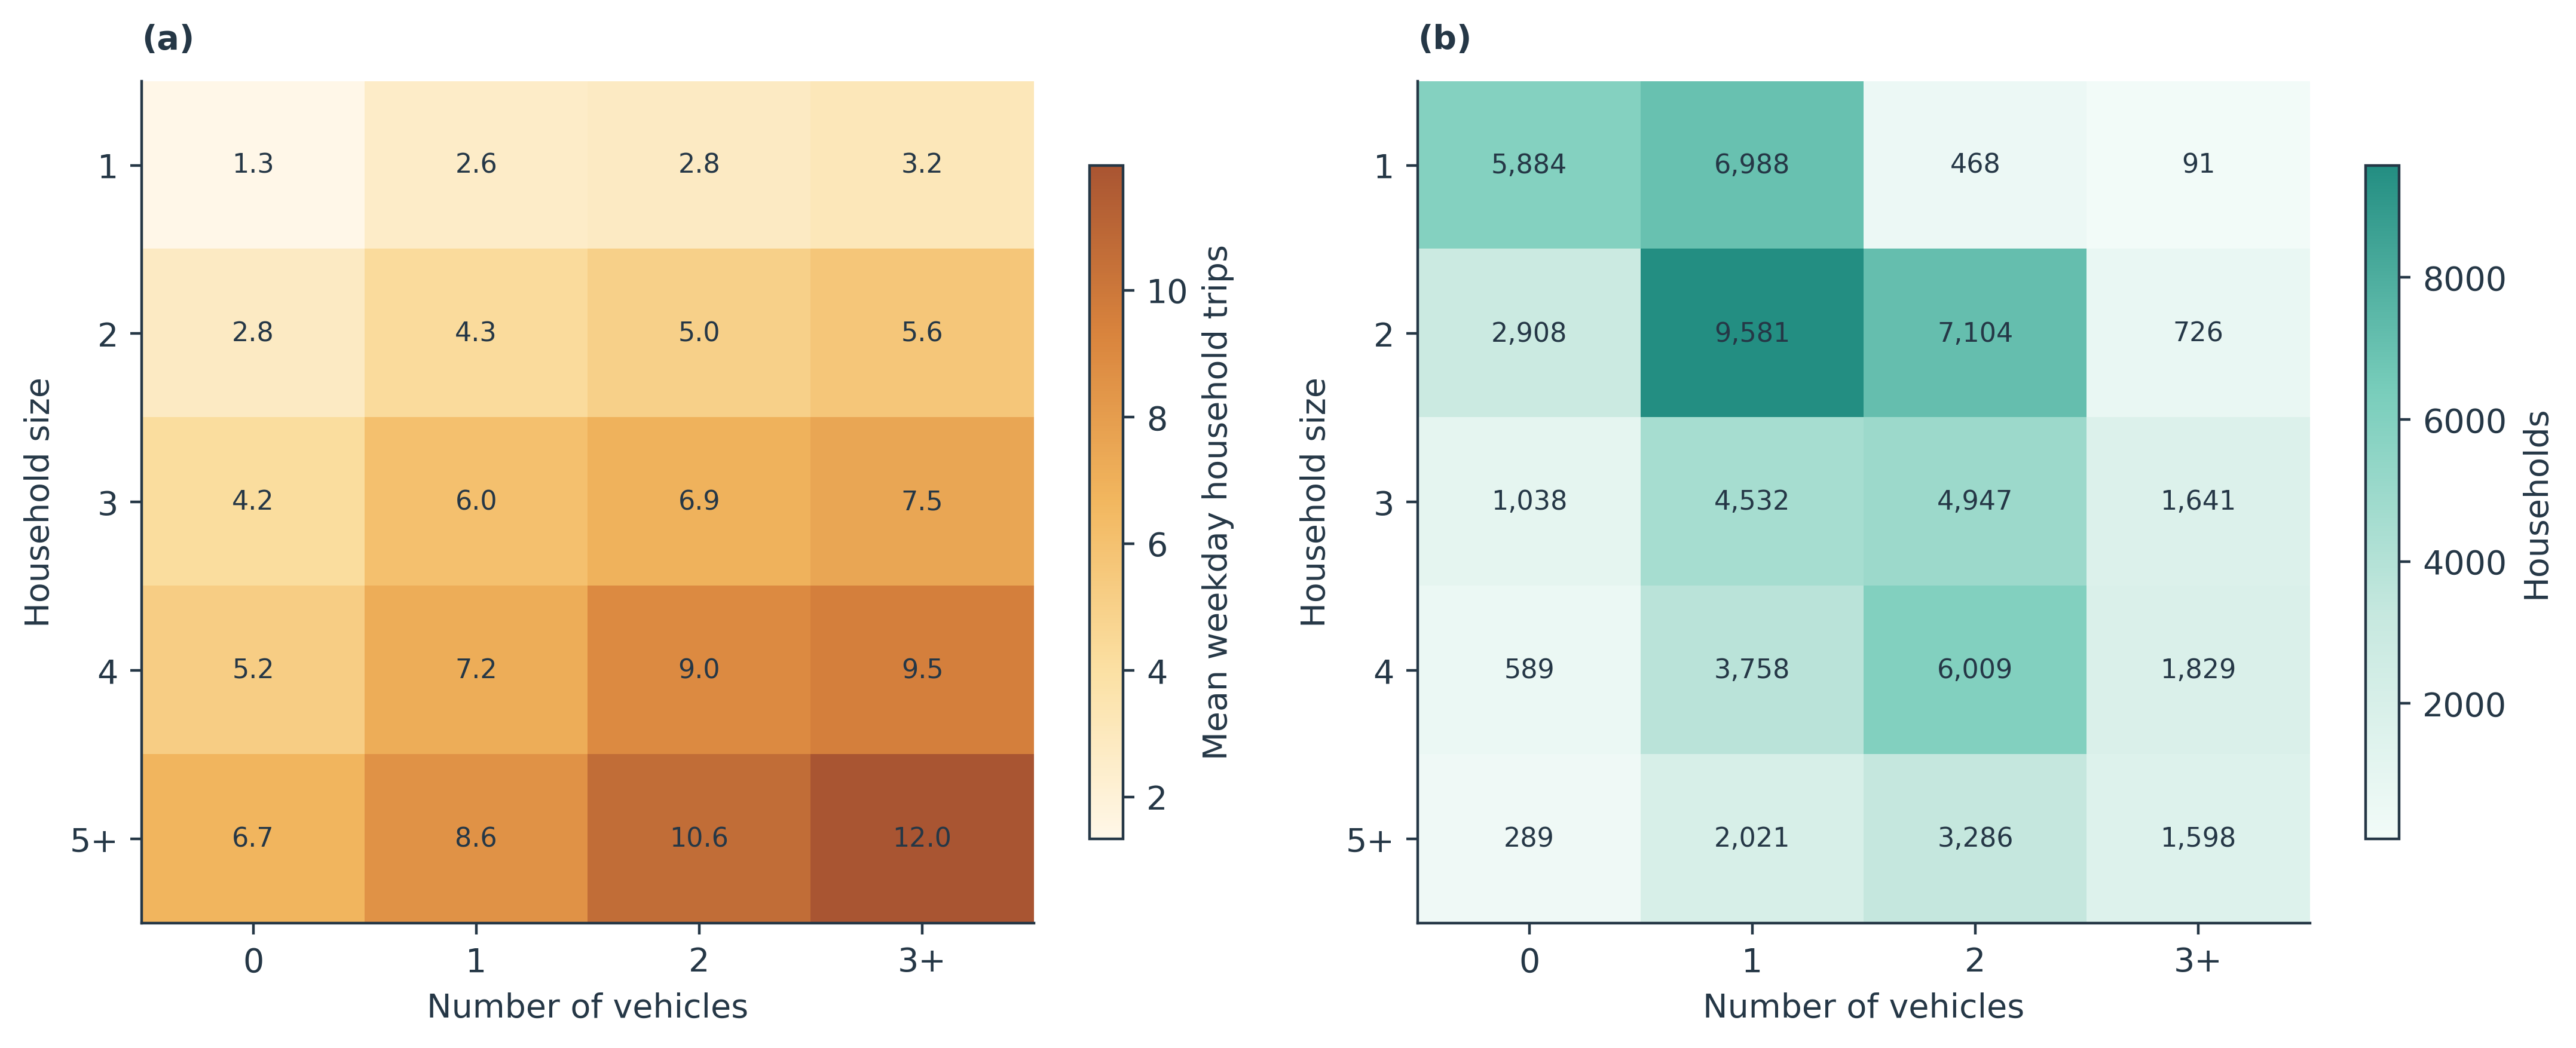 (a)
Household size
1
2
3
4
5+
1.3 2.6 2.8 3.2
2.8 4.3 5.0 5.6
4.2 6.0 6.9 7.5
5.2 7.2 9.0 9.5
6.7 8.6 10.6 12.0
0 1 2 3+
Number of vehicles
10
8
6
4
2
Mean weekday household trips
(b)
Household size
1
2
3
4
5+
5,884 6,988 468 91
2,908 9,581 7,104 726
1,038 4,532 4,947 1,641
589 3,758 6,009 1,829
289 2,021 3,286 1,598
0 1 2 3+
Number of vehicles
8000
6000
4000
2000
Households